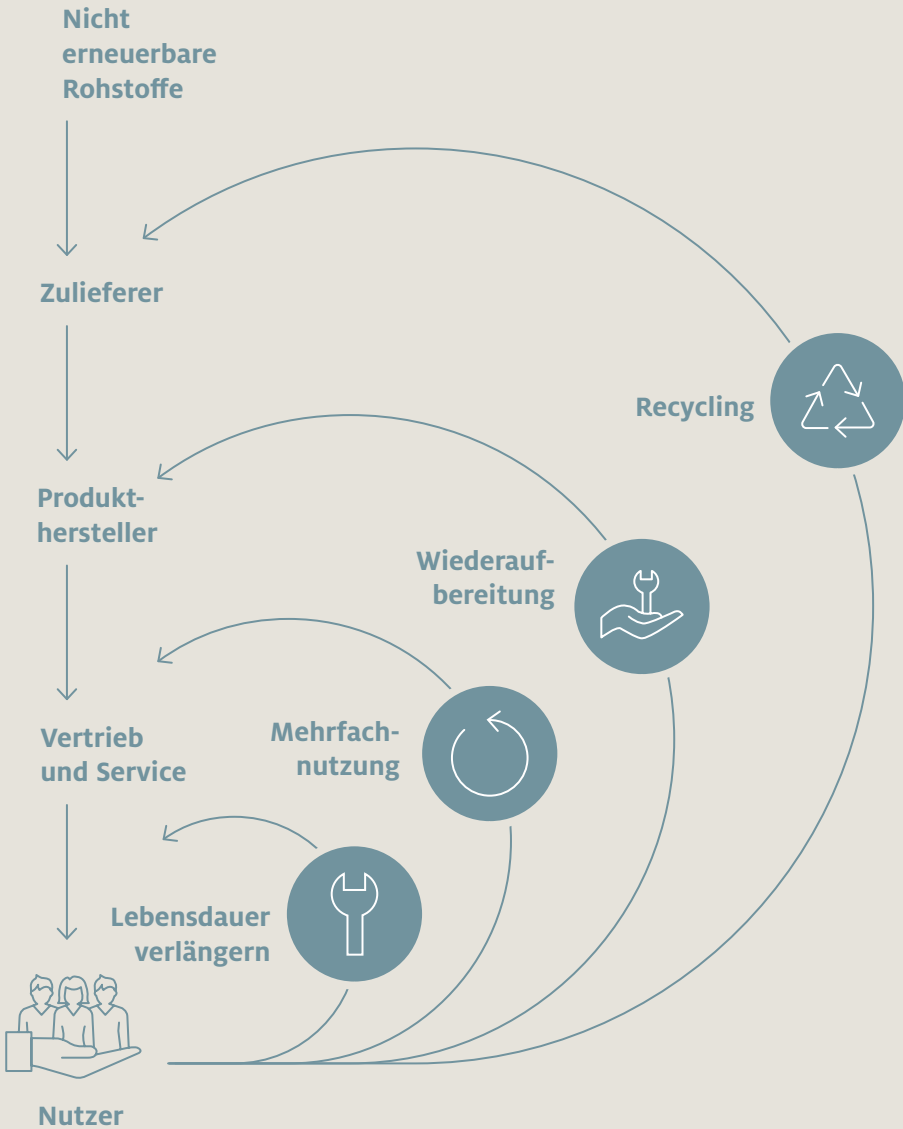 Nicht
erneuerbare
Rohstoffe
Zulieferer
Recycling
Produkt-
hersteller
Wiederauf-
bereitung
Vertrieb
und Service
Mehrfach-
nutzung
Lebensdauer
verlängern
Nutzer